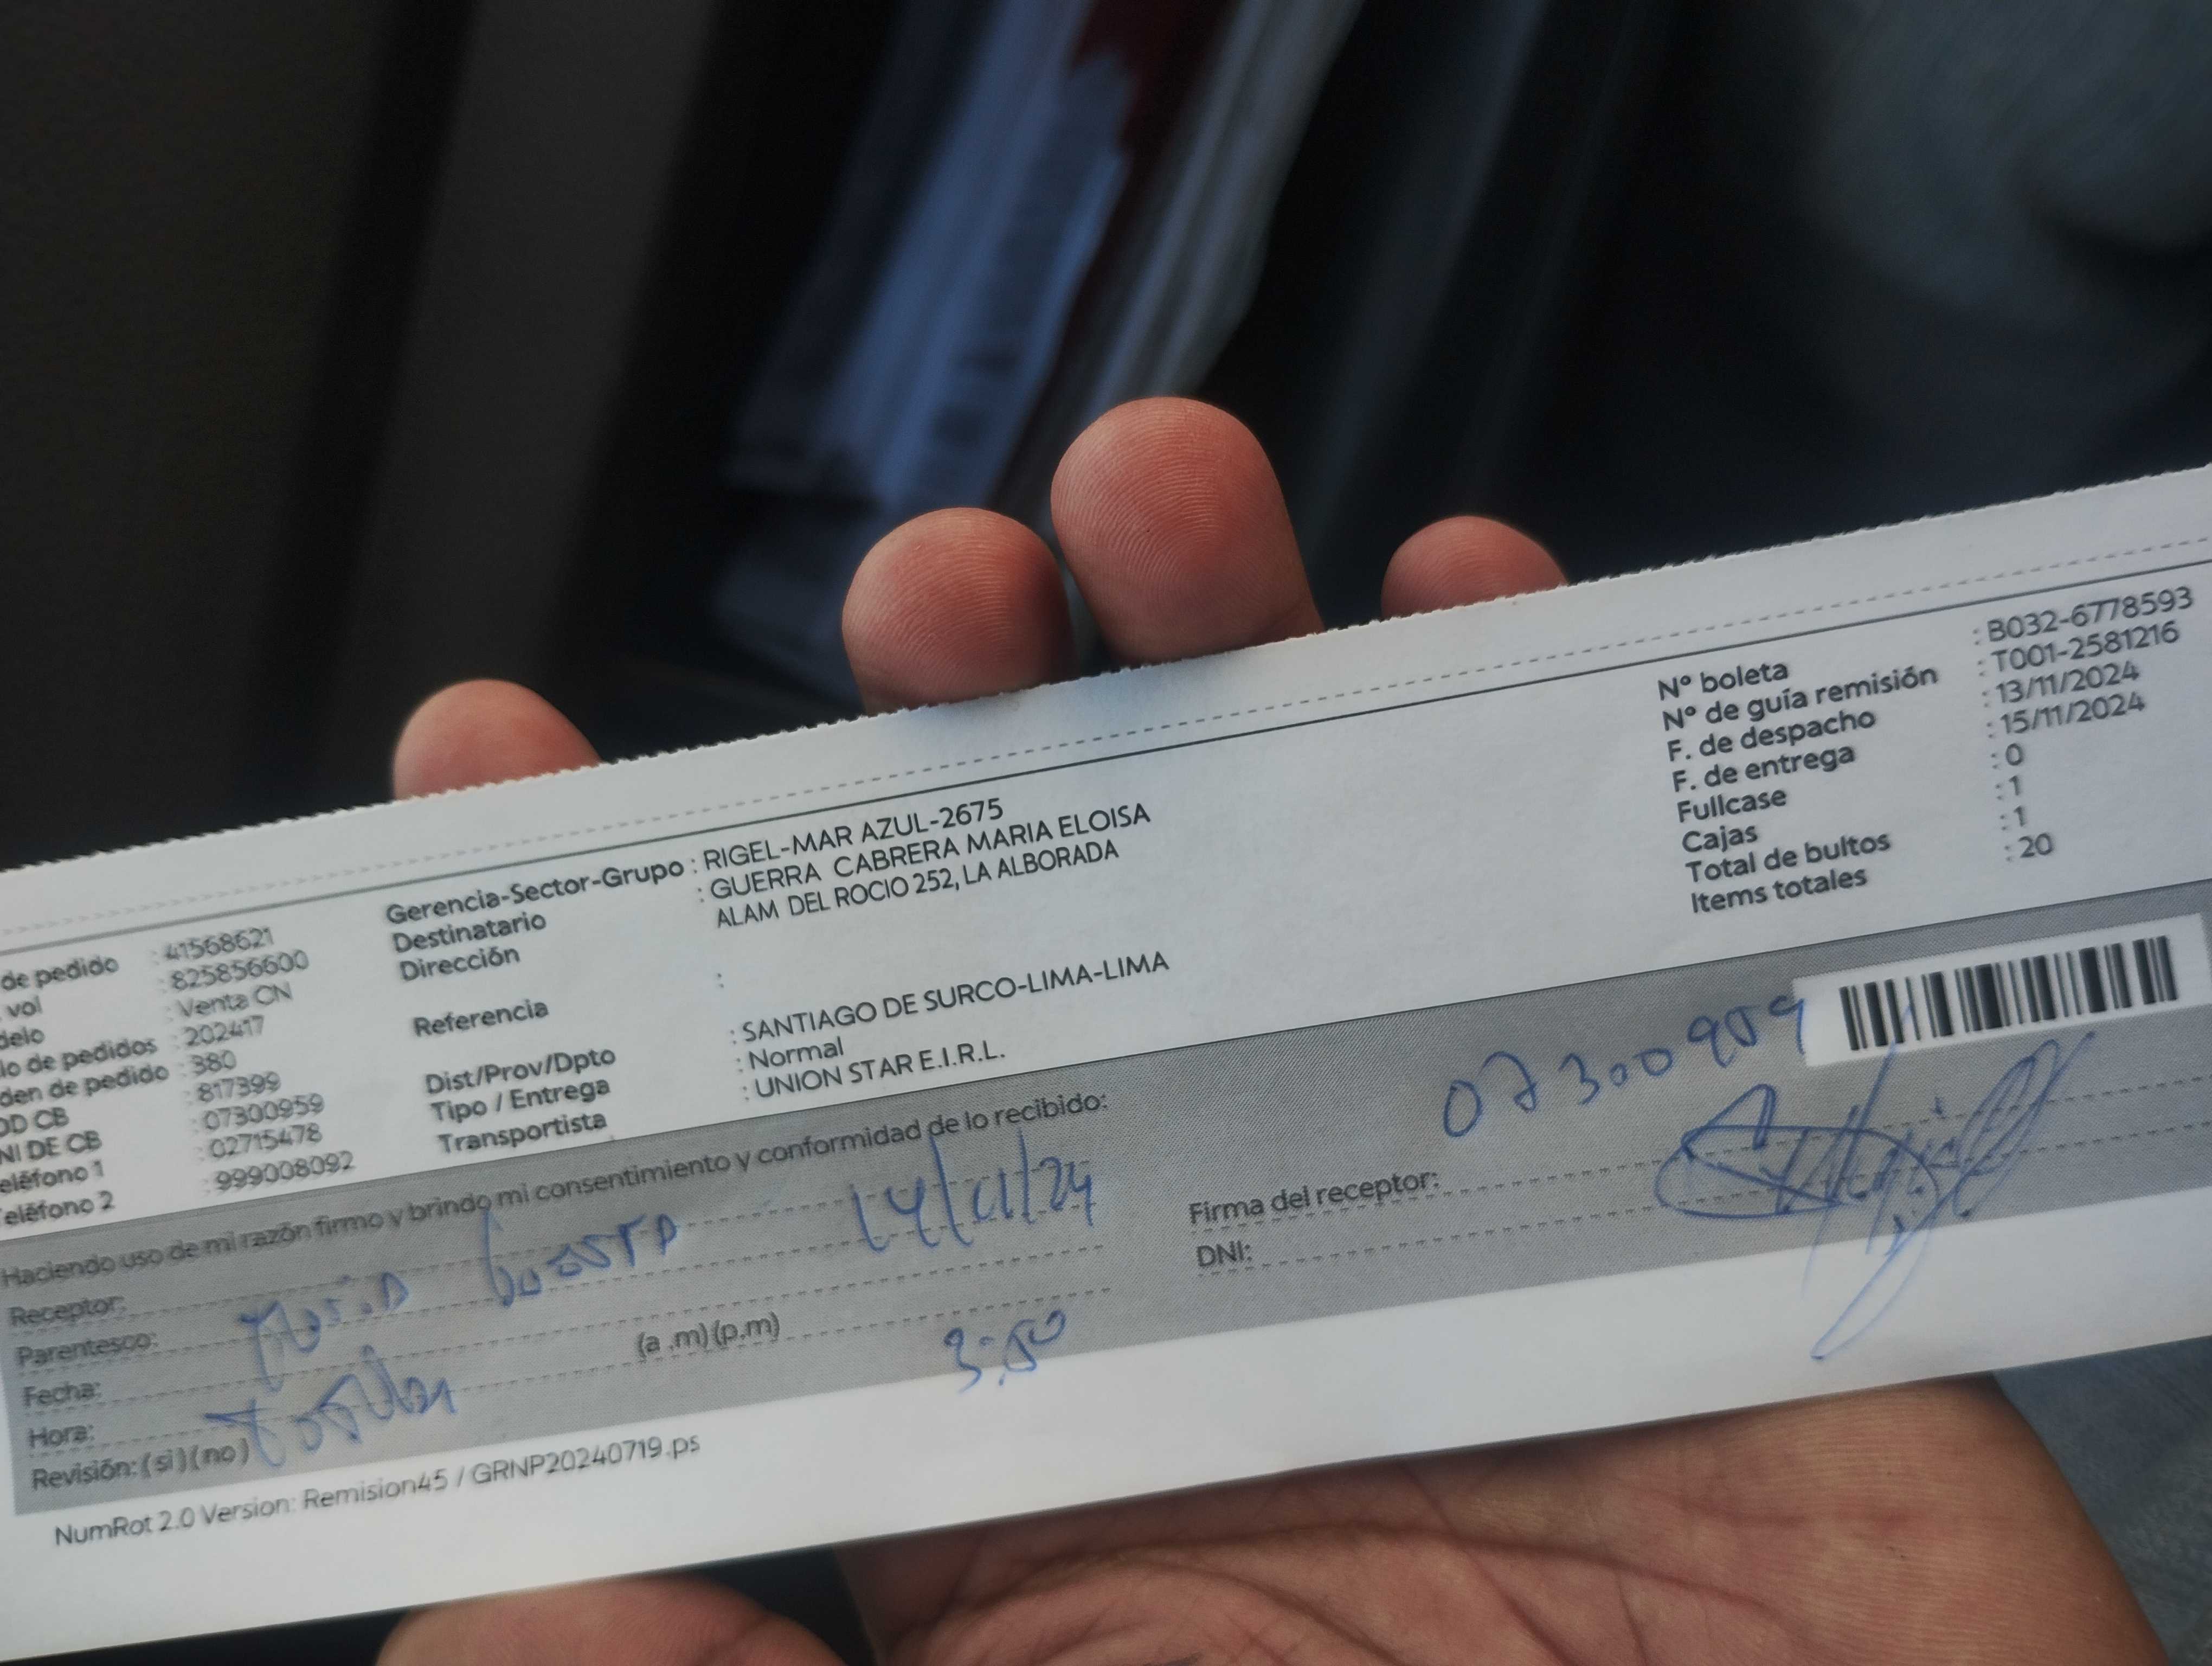 de pedido : 41568621
vol : 825856600
delo : Venta CN
lo de pedidos : 202417
den de pedido : 380
OD CB : 817399
NI DE CB : 07300959
eléfono 1 : 02715478
eléfono 2 : 999008092
Gerencia-Sector-Grupo : RIGEL-MAR AZUL-2675
Destinatario : GUERRA CABRERA MARIA ELOISA
Dirección ALAM DEL ROCIO 252, LA ALBORADA
Referencia :
Dist/Prov/Dpto : SANTIAGO DE SURCO-LIMA-LIMA
Tipo / Entrega : Normal
Transportista : UNION STAR E.I.R.L.
N° boleta : B032-6778593
N° de guía remisión : T001-2581216
F. de despacho : 13/11/2024
F. de entrega : 15/11/2024
Fullcase : 0
Cajas : 1
Total de bultos : 1
Items totales : 20
Haciendo uso de mi razón firmo y brindo mi consentimiento y conformidad de lo recibido:
Receptor:
Parentesco: 14/11/24
Fecha:
Hora: (a .m) (p.m) 3:50
Revisión: (si) (no)
07300959
Firma del receptor:
DNI:
NumRot 2.0 Version: Remision45 / GRNP20240719.ps